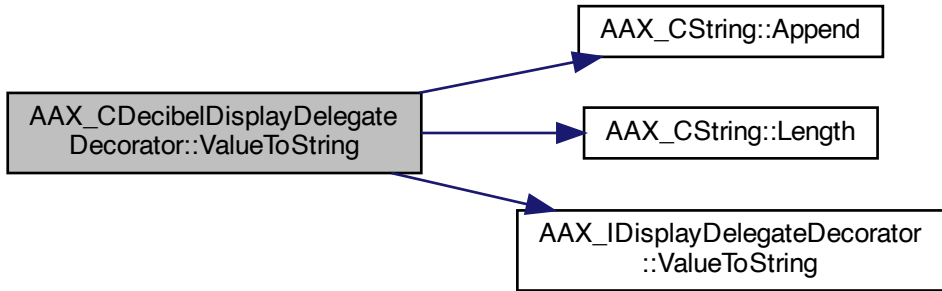 AAX_CDecibelDisplayDelegate
Decorator::ValueToString
AAX_CString::Append
AAX_CString::Length
AAX_IDisplayDelegateDecorator
::ValueToString